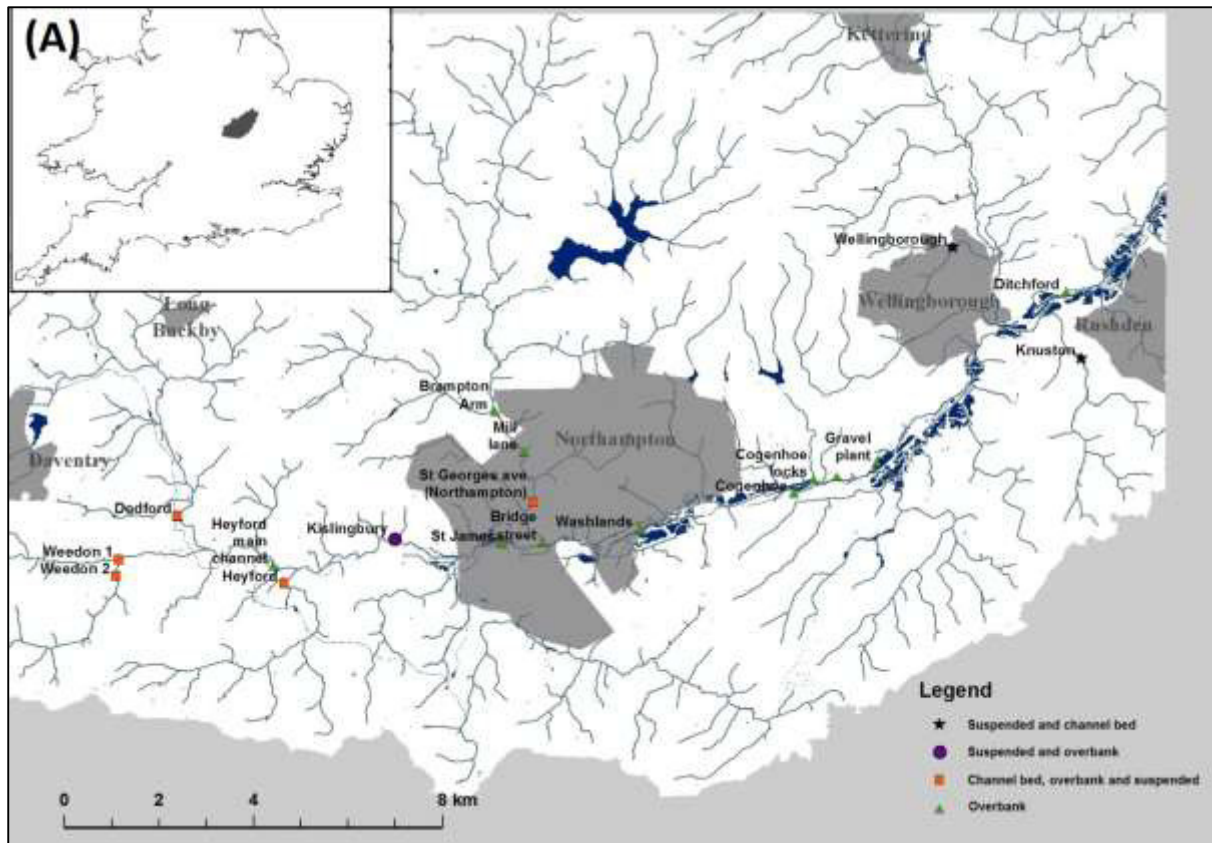 (A)
Kettering
Long
Buckby
Wellingborough
Wellingborough
Ditchford
Rushden
Knuston
Brampton
Arm
Mill
lane
Northampton
Gravel
plant
Cogenhoe
locks
Cogenhoe
St Georges ave
(Northampton)
Daventry
Dodford
Heyford
main
channel
Kislingbury
Bridge
street
St James
Washlands
Weedon 1
Weedon 2
Heyford
Legend
Suspended and channel bed
Suspended and overbank
Channel bed, overbank and suspended
Overbank
0 2 4 8 km